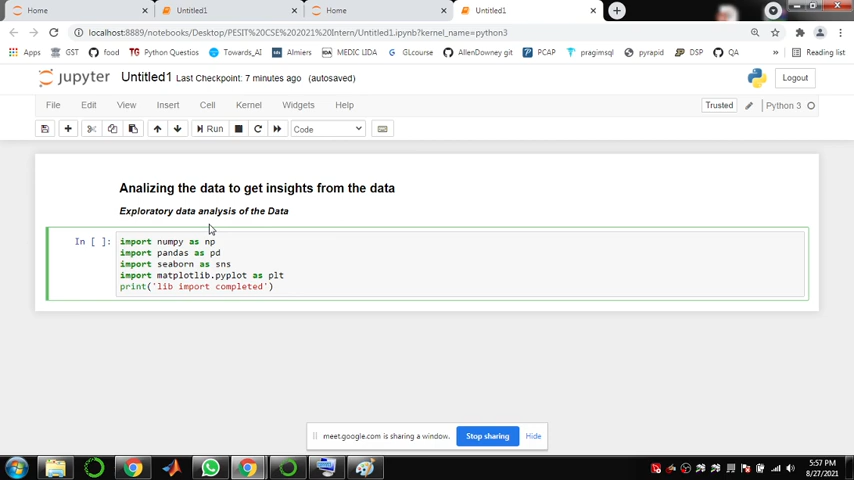 Home
Untitled1
Home
Untitled1
localhost:8889/notebooks/Desktop/PESIT%20CSE%202021%20Intern/Untitled1.ipynb?kernel_name=python3
Apps
GST
food
TG
Python Questios
Towards_AI
Almiers
MEDIC LIDA
GLcourse
AllenDowney git
PCAP
pragimsql
pyrapid
DSP
QA
»
Reading list
jupyter
Untitled1 Last Checkpoint: 7 minutes ago (autosaved)
Logout
File Edit View Insert Cell Kernel Widgets Help
Trusted
Python 3
Run
Code
Analizing the data to get insights from the data
Exploratory data analysis of the Data
In [ ]: import numpy as np
import pandas as pd
import seaborn as sns
import matplotlib.pyplot as plt
print('lib import completed')
meet.google.com is sharing a window.
Stop sharing
Hide
5:57 PM
8/27/2021